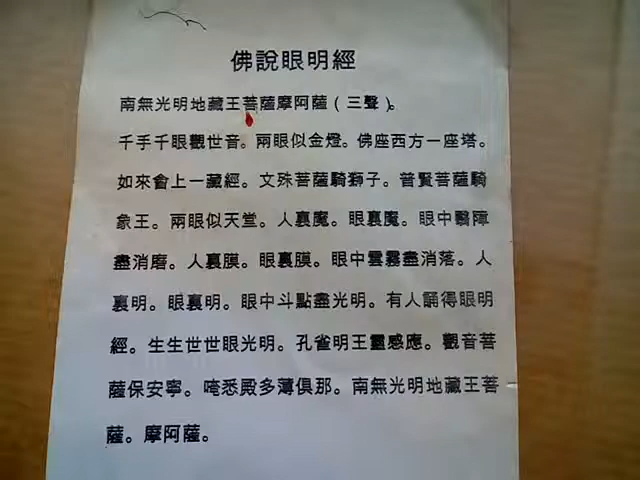 佛說眼明經
南無光明地藏王菩薩摩阿薩（三聲）。
千手千眼觀世音。兩眼似金燈。佛座西方一座塔。
如來會上一藏經。文殊菩薩騎獅子。普賢菩薩騎
象王。兩眼似天堂。人裏魔。眼裏魔。眼中翳障
盡消磨。人裏膜。眼裏膜。眼中雲霧盡消落。人
裏明。眼裏明。眼中斗點盡光明。有人誦得眼明
經。生生世世眼光明。孔雀明王靈感應。觀音菩
薩保安寧。唵悉殿多薄俱那。南無光明地藏王菩
薩。摩阿薩。